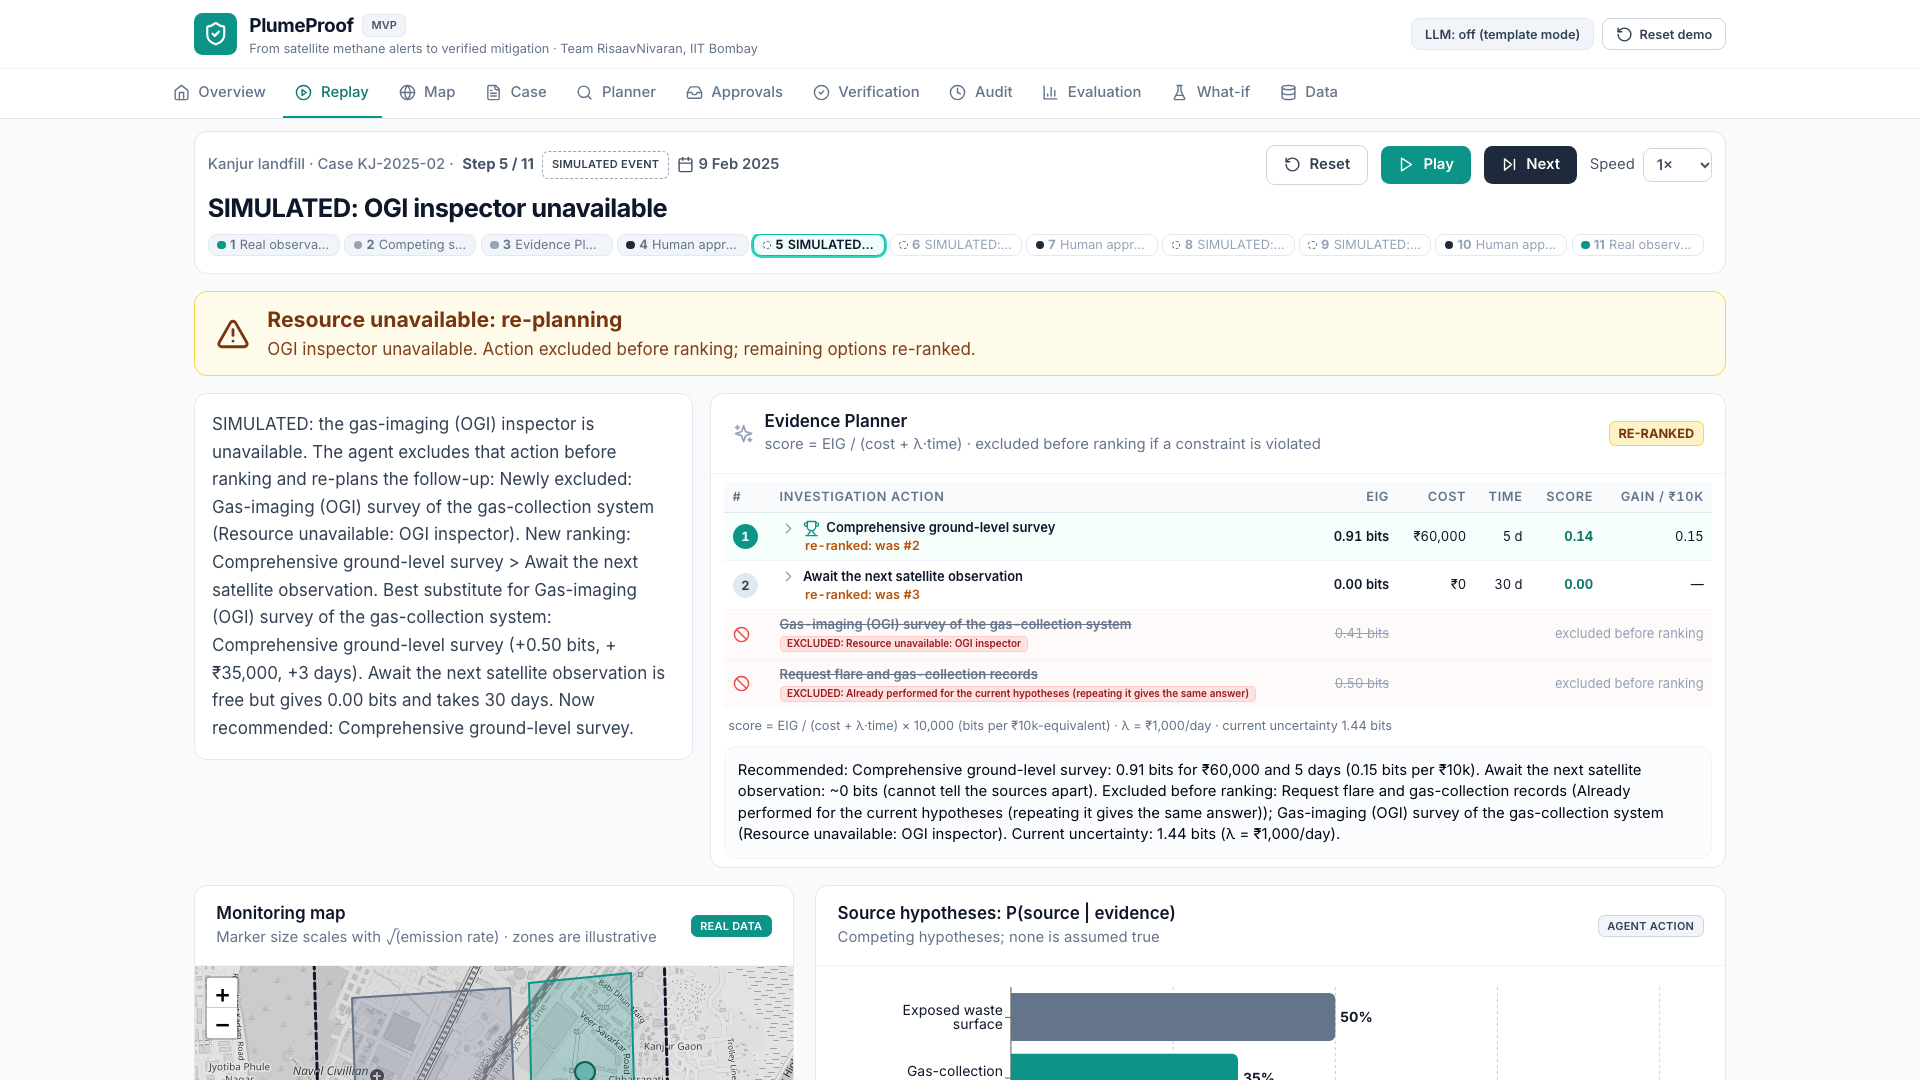 PlumeProof MVP
From satellite methane alerts to verified mitigation · Team RisaavNivaran, IIT Bombay
LLM: off (template mode)
Reset demo
Overview
Replay
Map
Case
Planner
Approvals
Verification
Audit
Evaluation
What-if
Data
Kanjur landfill · Case KJ-2025-02 · Step 5 / 11 SIMULATED EVENT 9 Feb 2025
Reset
Play
Next
Speed 1×
SIMULATED: OGI inspector unavailable
1 Real observa...
2 Competing s...
3 Evidence Pl...
4 Human appr...
5 SIMULATED...
6 SIMULATED:...
7 Human appr...
8 SIMULATED:...
9 SIMULATED:...
10 Human app...
11 Real observ...
Resource unavailable: re-planning
OGI inspector unavailable. Action excluded before ranking; remaining options re-ranked.
SIMULATED: the gas-imaging (OGI) inspector is
unavailable. The agent excludes that action before
ranking and re-plans the follow-up: Newly excluded:
Gas-imaging (OGI) survey of the gas-collection system
(Resource unavailable: OGI inspector). New ranking:
Comprehensive ground-level survey > Await the next
satellite observation. Best substitute for Gas-imaging
(OGI) survey of the gas-collection system:
Comprehensive ground-level survey (+0.50 bits, +
₹35,000, +3 days). Await the next satellite observation is
free but gives 0.00 bits and takes 30 days. Now
recommended: Comprehensive ground-level survey.
Evidence Planner
score = EIG / (cost + λ·time) · excluded before ranking if a constraint is violated
RE-RANKED
# INVESTIGATION ACTION EIG COST TIME SCORE GAIN / ₹10K
1 Comprehensive ground-level survey 0.91 bits ₹60,000 5 d 0.14 0.15
re-ranked: was #2
2 Await the next satellite observation 0.00 bits ₹0 30 d 0.00 —
re-ranked: was #3
Gas-imaging (OGI) survey of the gas-collection system 0.41 bits excluded before ranking
EXCLUDED: Resource unavailable: OGI inspector
Request flare and gas-collection records 0.50 bits excluded before ranking
EXCLUDED: Already performed for the current hypotheses (repeating it gives the same answer)
score = EIG / (cost + λ·time) × 10,000 (bits per ₹10k-equivalent) · λ = ₹1,000/day · current uncertainty 1.44 bits
Recommended: Comprehensive ground-level survey: 0.91 bits for ₹60,000 and 5 days (0.15 bits per ₹10k). Await the next satellite
observation: ~0 bits (cannot tell the sources apart). Excluded before ranking: Request flare and gas-collection records (Already
performed for the current hypotheses (repeating it gives the same answer)); Gas-imaging (OGI) survey of the gas-collection system
(Resource unavailable: OGI inspector). Current uncertainty: 1.44 bits (λ = ₹1,000/day).
Monitoring map
Marker size scales with √(emission rate) · zones are illustrative
REAL DATA
+
−
Babi Dhuri Marg
Veer Savarkar Road
Kanjur Gaon
Trolley Line
Jyotiba Phule
Nagar
Naval Civillian
Source hypotheses: P(source | evidence)
Competing hypotheses; none is assumed true
AGENT ACTION
Exposed waste
surface
50%
Gas-collection
35%